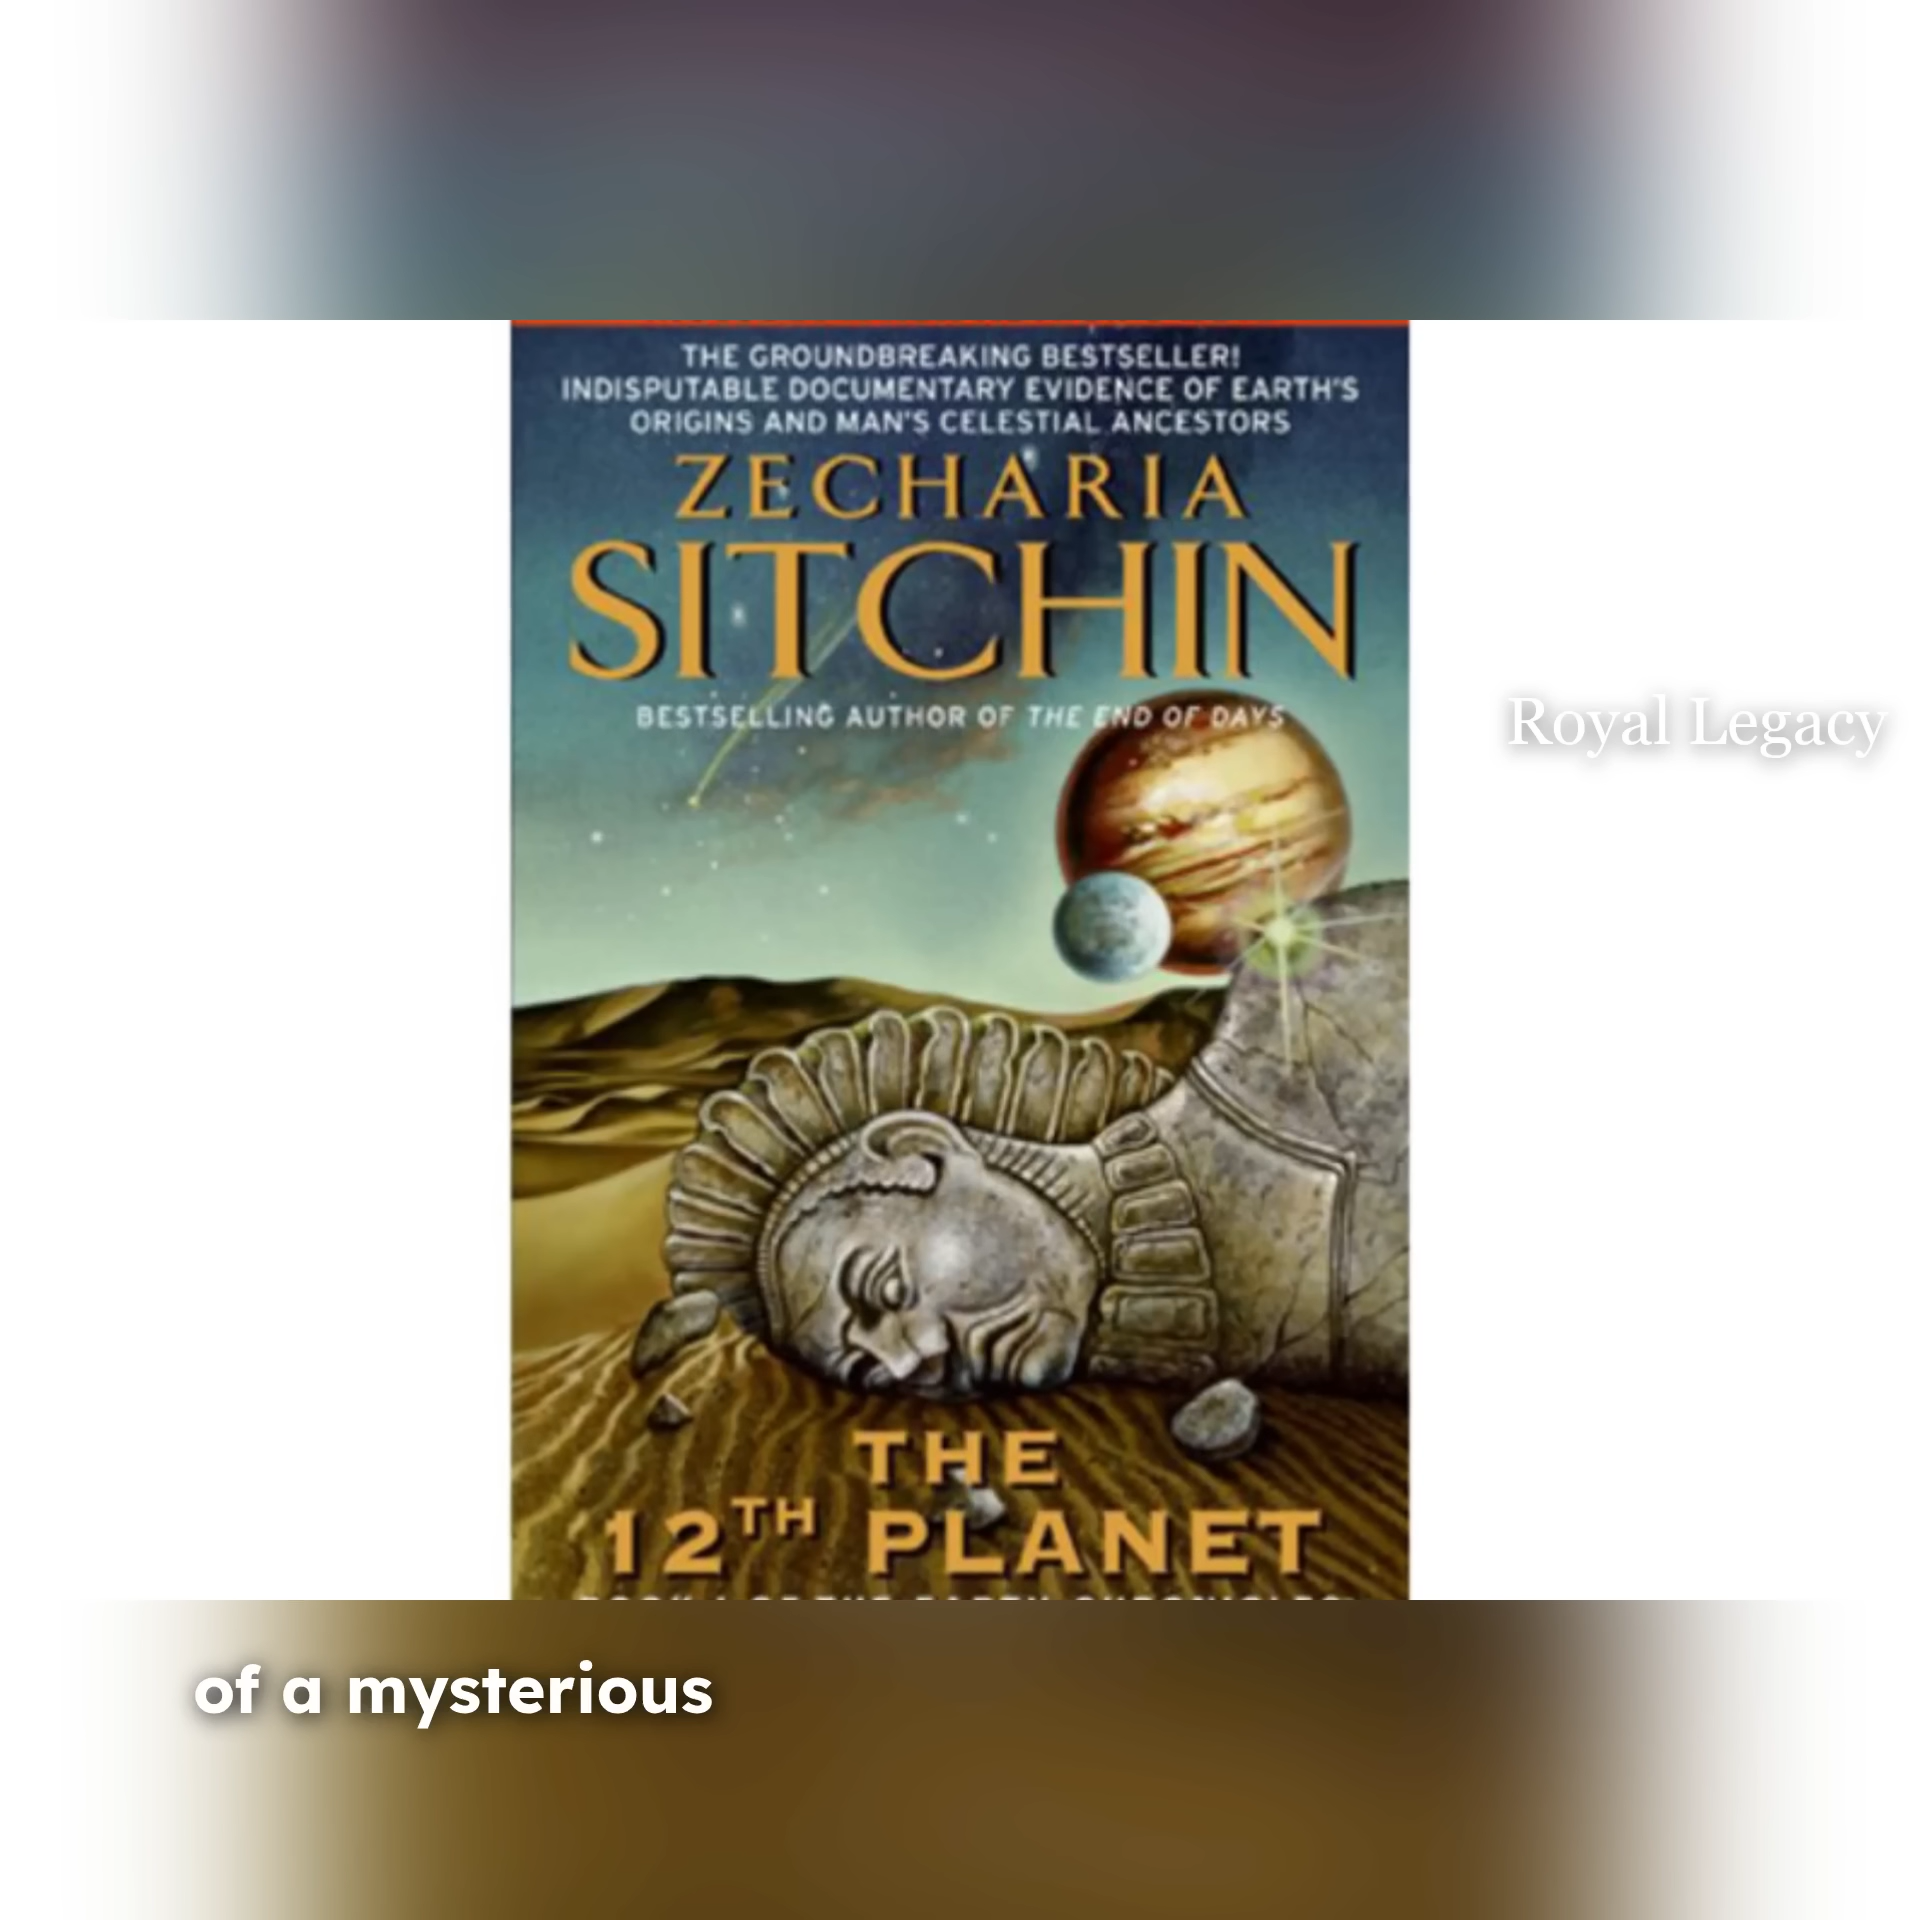 THE GROUNDBREAKING BESTSELLER!
INDISPUTABLE DOCUMENTARY EVIDENCE OF EARTH'S
ORIGINS AND MAN'S CELESTIAL ANCESTORS
ZECHARIA
SITCHIN
BESTSELLING AUTHOR OF THE END OF DAYS
Royal Legacy
THE
12TH PLANET
of a mysterious